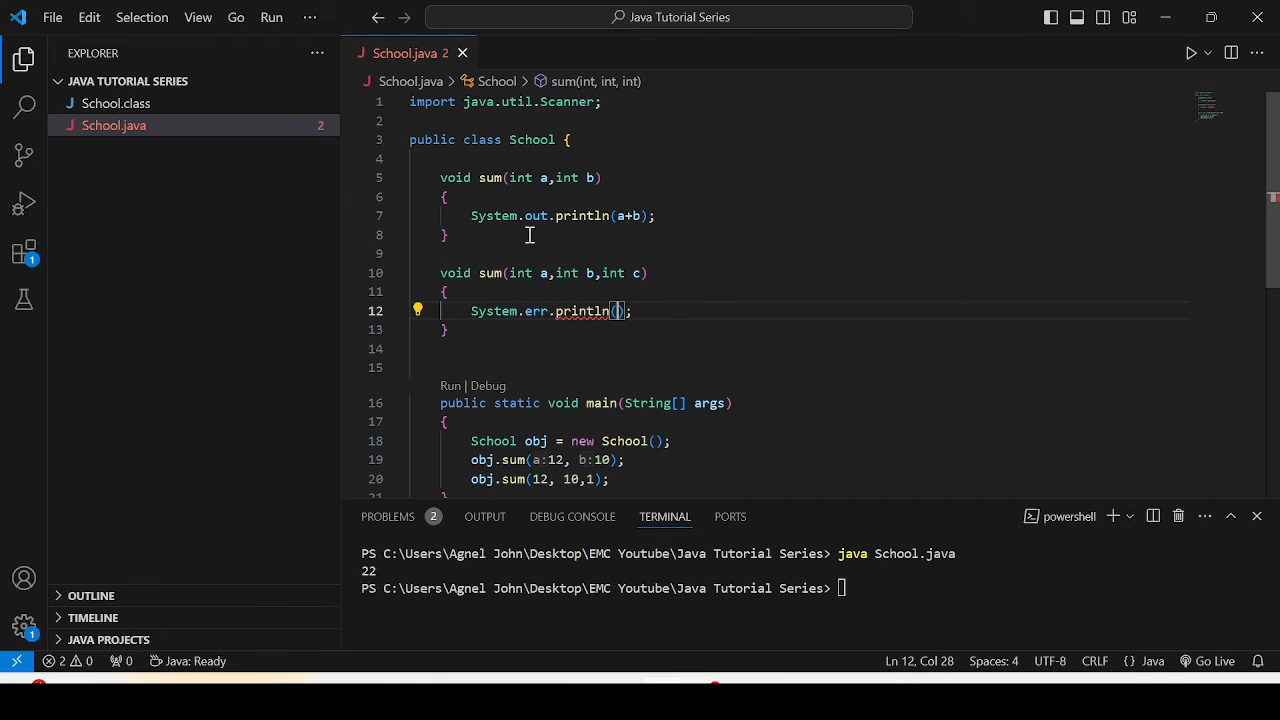 File Edit Selection View Go Run ··· Java Tutorial Series
EXPLORER ···
JAVA TUTORIAL SERIES
School.class
School.java 2
OUTLINE
TIMELINE
JAVA PROJECTS
1
1
School.java 2
School.java > School > sum(int, int, int)
1 import java.util.Scanner;
2
3 public class School {
4
5 void sum(int a,int b)
6 {
7 System.out.println(a+b);
8 }
9
10 void sum(int a,int b,int c)
11 {
12 System.err.println();
13 }
14
15
Run | Debug
16 public static void main(String[] args)
17 {
18 School obj = new School();
19 obj.sum(a:12, b:10);
20 obj.sum(12, 10,1);
21 }
PROBLEMS 2 OUTPUT DEBUG CONSOLE TERMINAL PORTS powershell
PS C:\Users\Agnel John\Desktop\EMC Youtube\Java Tutorial Series> java School.java
22
PS C:\Users\Agnel John\Desktop\EMC Youtube\Java Tutorial Series>
2 0 0 Java: Ready Ln 12, Col 28 Spaces: 4 UTF-8 CRLF {} Java Go Live